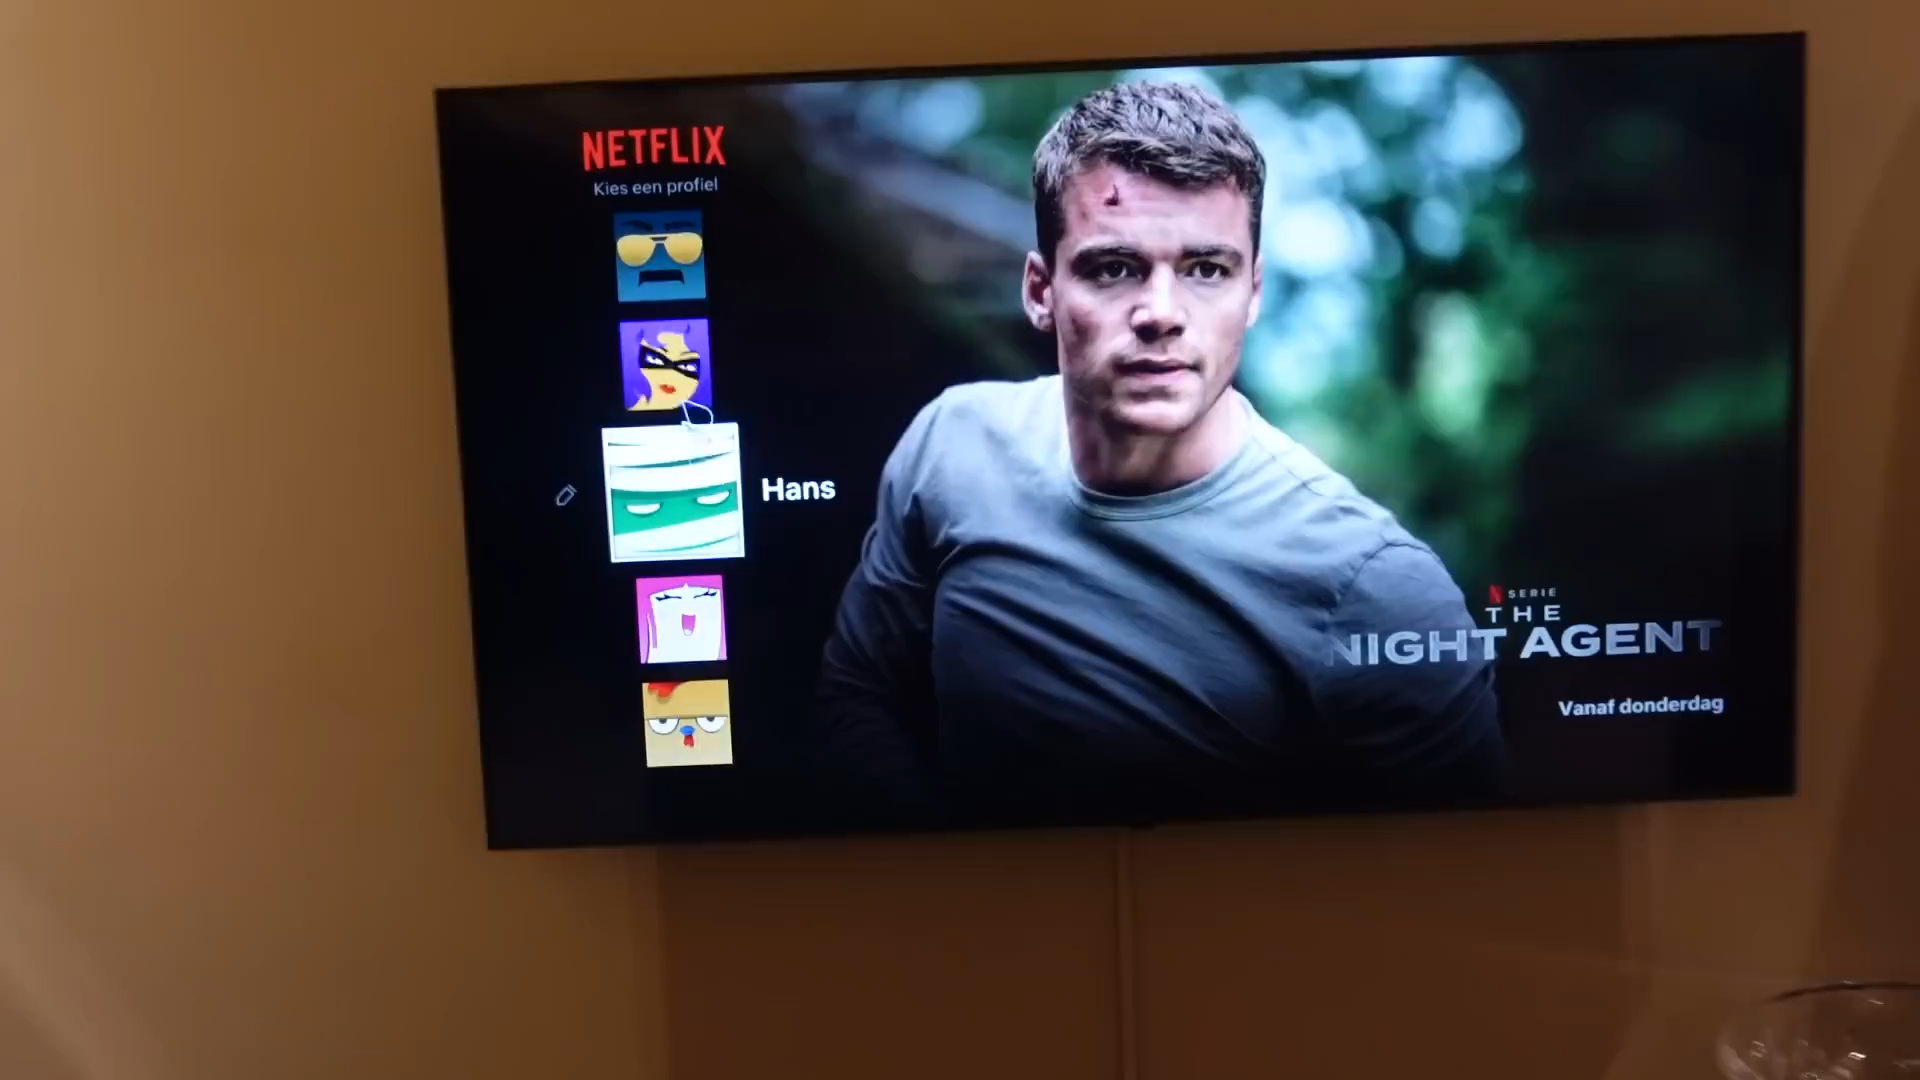 NETFLIX
Kies een profiel
Hans
N SERIE
THE
NIGHT AGENT
Vanaf donderdag